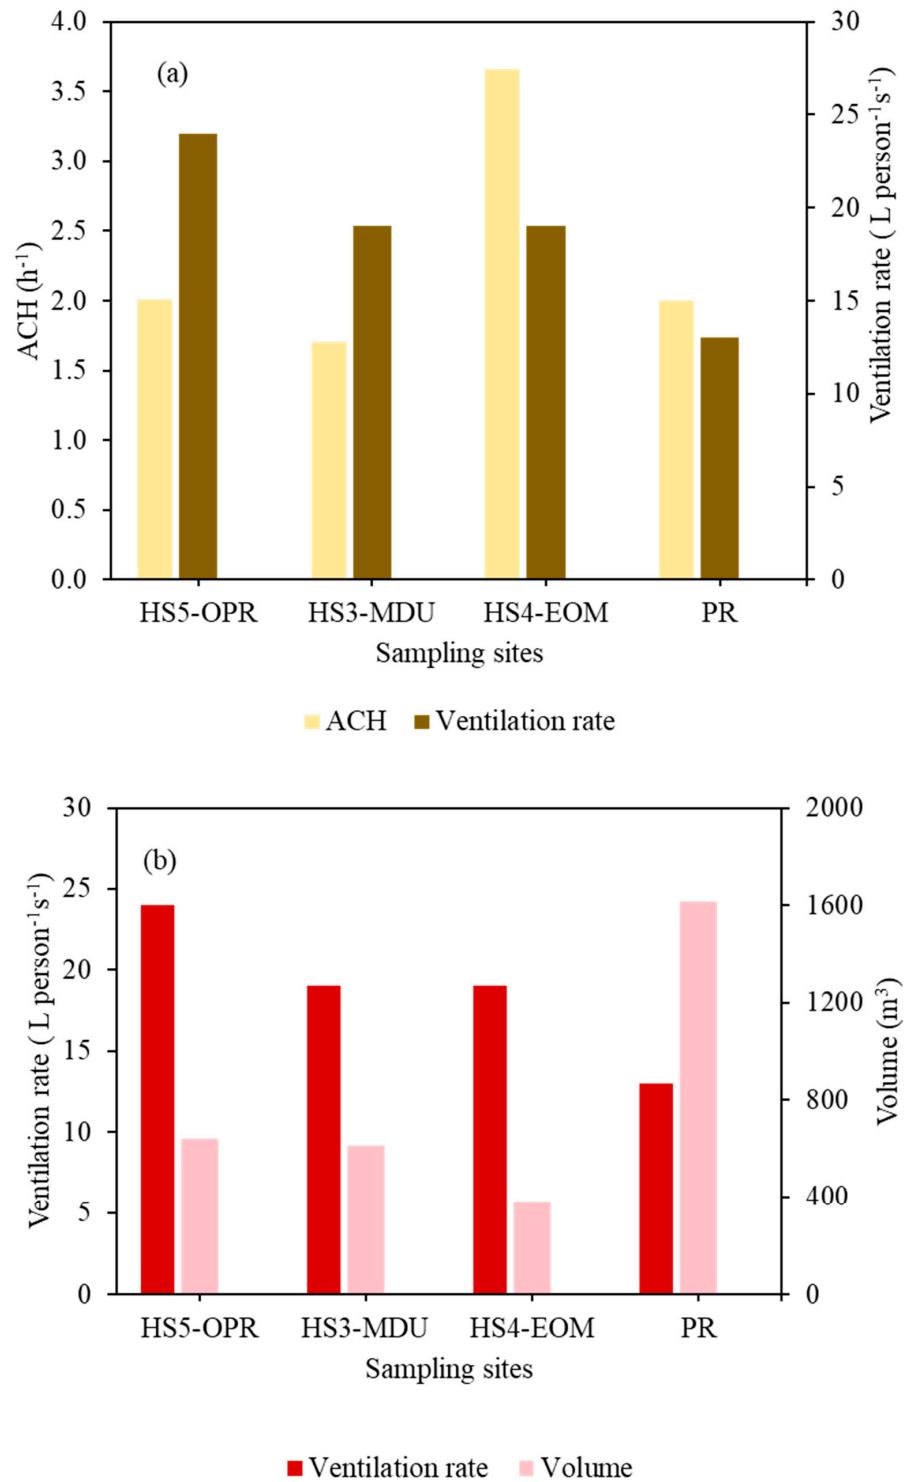 (a)
ACH (h⁻¹)
4.0
3.5
3.0
2.5
2.0
1.5
1.0
0.5
0.0
Ventilation rate ( L person⁻¹s⁻¹)
30
25
20
15
10
5
0
HS5-OPR HS3-MDU HS4-EOM PR
Sampling sites
ACH Ventilation rate
(b)
Ventilation rate ( L person⁻¹s⁻¹)
30
25
20
15
10
5
0
Volume (m³)
2000
1600
1200
800
400
0
HS5-OPR HS3-MDU HS4-EOM PR
Sampling sites
Ventilation rate Volume